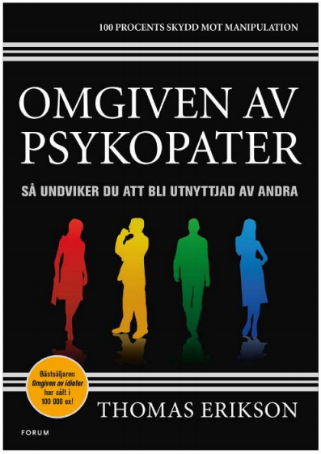 100 PROCENTS SKYDD MOT MANIPULATION
OMGIVEN AV
PSYKOPATER
SÅ UNDVIKER DU ATT BLI UTNYTTJAD AV ANDRA
Bästsäljaren
Omgiven av idioter
har sålt i
100 000 ex!
THOMAS ERIKSON
FORUM